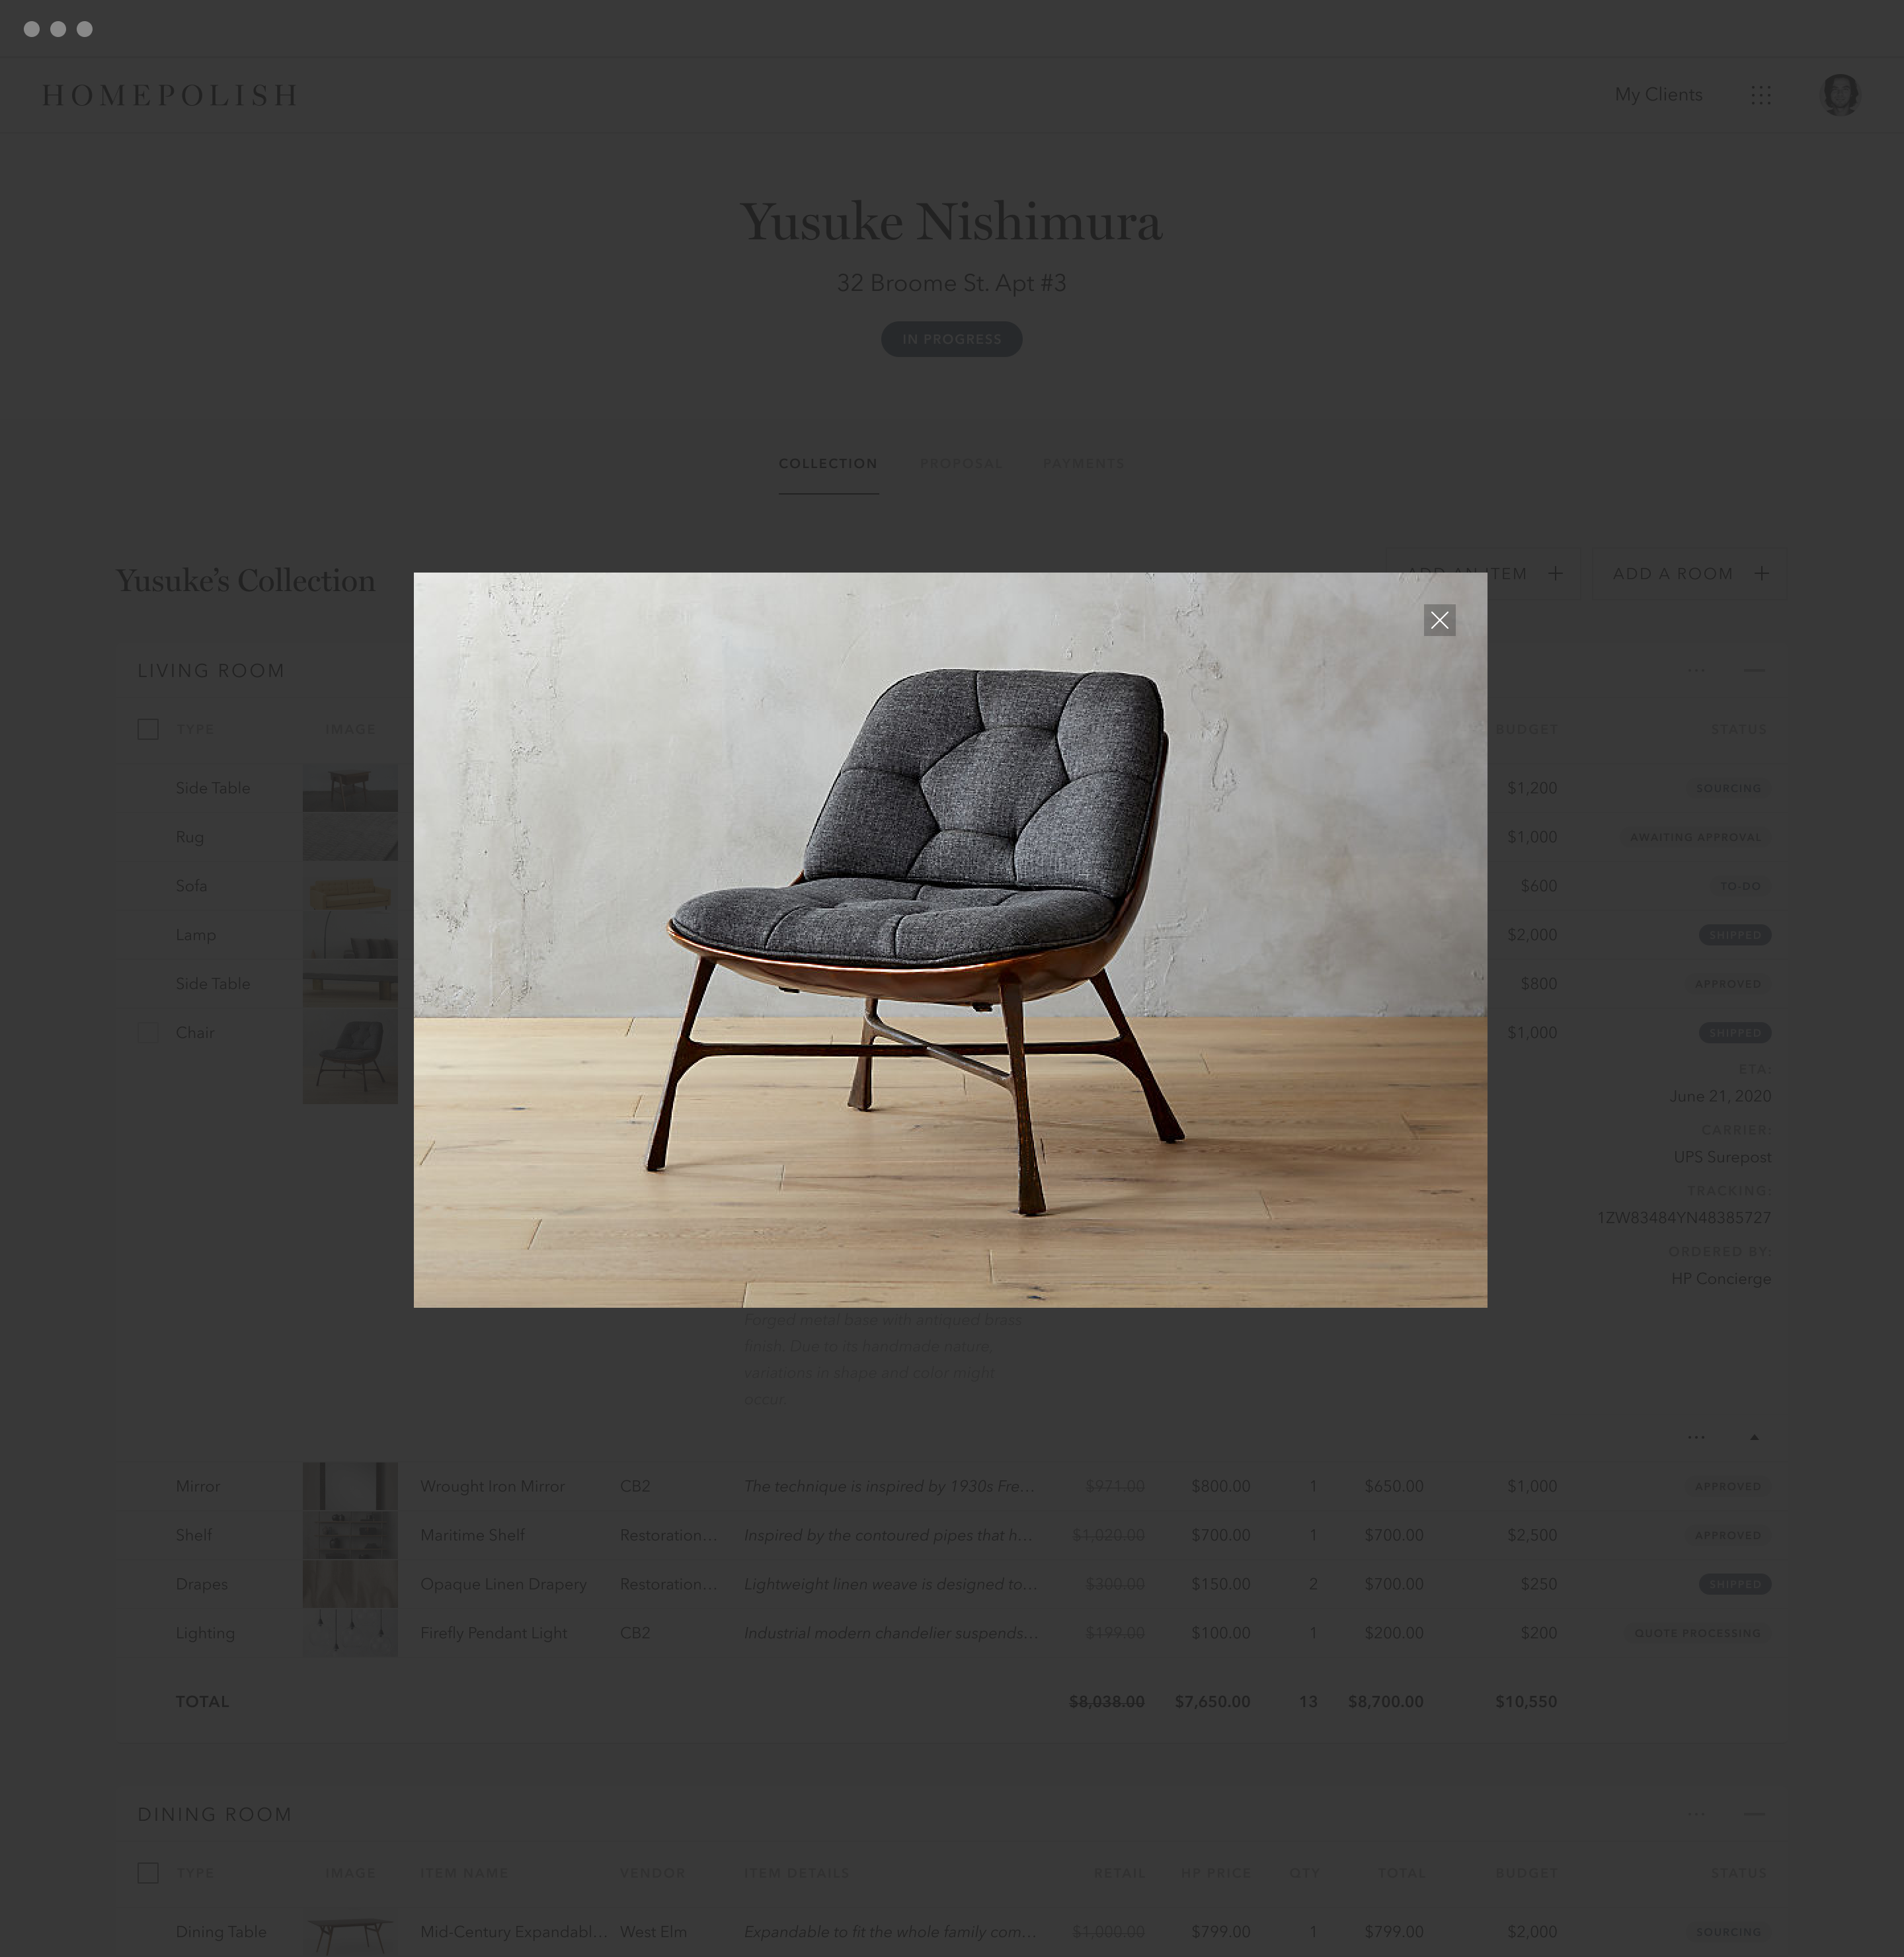 HOMEPOLISH
My Clients
Yusuke Nishimura
32 Broome St. Apt #3
IN PROGRESS
COLLECTION PROPOSAL PAYMENTS
Yusuke’s Collection
ADD AN ITEM + ADD A ROOM +
LIVING ROOM
TYPE IMAGE BUDGET STATUS
Side Table $1,200 SOURCING
Rug $1,000 AWAITING APPROVAL
Sofa $600 TO-DO
Lamp $2,000 SHIPPED
Side Table $800 APPROVED
Chair $1,000 SHIPPED
ETA:
June 21, 2020
CARRIER:
UPS Surepost
TRACKING:
1ZW83484YN48385727
ORDERED BY:
HP Concierge
Forged metal base with antiqued brass
finish. Due to its handmade nature,
variations in shape and color might
occur.
Mirror Wrought Iron Mirror CB2 The technique is inspired by 1930s Fre... $971.00 $800.00 1 $650.00 $1,000 APPROVED
Shelf Maritime Shelf Restoration... Inspired by the contoured pipes that h... $1,020.00 $700.00 1 $700.00 $2,500 APPROVED
Drapes Opaque Linen Drapery Restoration... Lightweight linen weave is designed to... $300.00 $150.00 2 $700.00 $250 SHIPPED
Lighting Firefly Pendant Light CB2 Industrial modern chandelier suspends... $199.00 $100.00 1 $200.00 $200 QUOTE PROCESSING
TOTAL $8,038.00 $7,650.00 13 $8,700.00 $10,550
DINING ROOM
TYPE IMAGE ITEM NAME VENDOR ITEM DETAILS RETAIL HP PRICE QTY TOTAL BUDGET STATUS
Dining Table Mid-Century Expandabl... West Elm Expandable to fit the whole family com... $1,000.00 $799.00 1 $799.00 $2,000 SOURCING